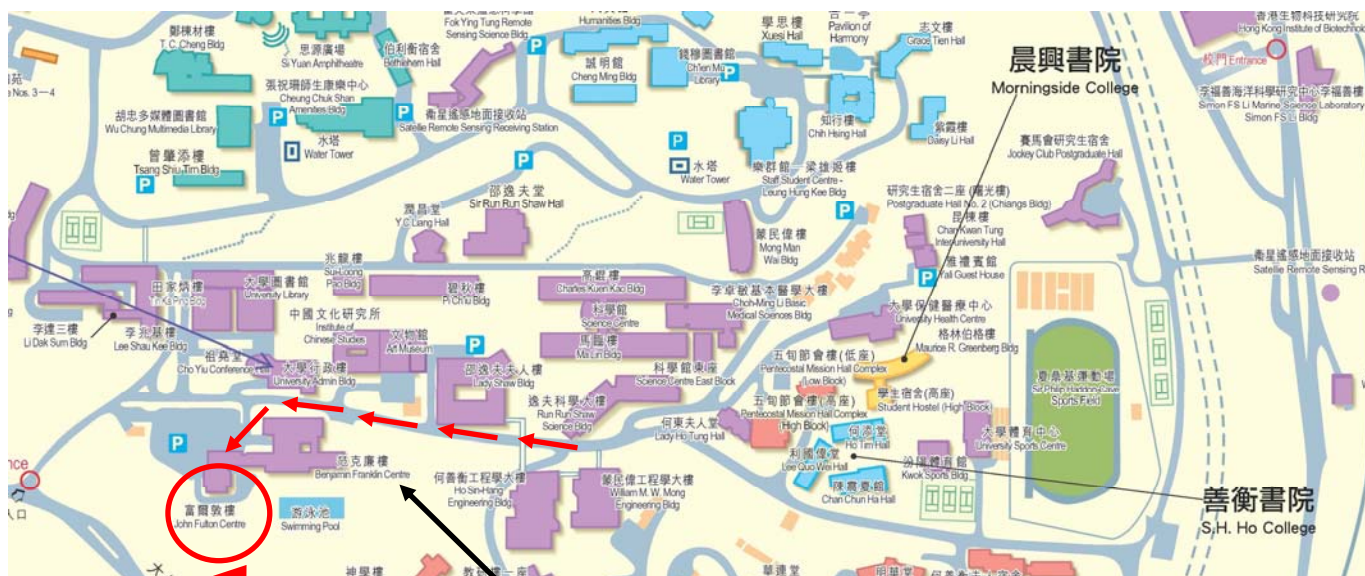 鄭棟材樓
T. C. Cheng Bldg
思源廣場
Si Yuan Amphitheatre
伯利衡宿舍
Bethlehem Hall
Fok Ying Tung Remote
Sensing Science Bldg
P
Humanities Bldg
誠明館
Cheng Ming Bldg
錢穆圖書館
Ch'ien Mu
Library
P
學思樓
Xuesi Hall
Pavilion of
Harmony
志文樓
Grace Tien Hall
晨興書院
Morningside College
香港生物科技研究院
Hong Kong Institute of Biotechnology
校門 Entrance
李福善海洋科學研究中心李福善樓
Simon FS Li Marine Science Laboratory
Simon FS Li Bldg
Nos. 3—4
張祝珊師生康樂中心
Cheung Chuk Shan
Amenities Bldg
P
P
胡忠多媒體圖書館
Wu Chung Multimedia Library
衛星遙感地面接收站
Satellite Remote Sensing Receiving Station
水塔
Water Tower
曾肇添樓
Tsang Shiu Tim Bldg
P
P
P
水塔
Water Tower
知行樓
Chih Hsing Hall
紫霞樓
Daisy Li Hall
樂群館－梁雄姬樓
Staff Student Centre -
Leung Hung Kee Bldg
賽馬會研究生宿舍
Jockey Club Postgraduate Hall
研究生宿舍二座 (陽光樓)
Postgraduate Hall No. 2 (Chiangs Bldg)
邵逸夫堂
Sir Run Run Shaw Hall
潤昌堂
Y.C. Liang Hall
P
昆棟樓
Chan Kwan Tung
Inter-university Hall
蒙民偉樓
Mong Man
Wai Bldg
雅禮賓館
Yali Guest House
P
衛星遙感地面接收站
Satellite Remote Sensing R
兆龍樓
Sui-Loong
Pao Bldg
田家炳樓
Tin Ka Ping Bldg
大學圖書館
University Library
碧秋樓
Pi Ch'iu Bldg
高錕樓
Charles Kuen Kao Bldg
李卓敏基本醫學大樓
Choh-Ming Li Basic
Medical Sciences Bldg
大學保健醫療中心
University Health Centre
中國文化研究所
Institute of
Chinese Studies
科學館
Science Centre
格林伯格樓
Maurice R. Greenberg Bldg
李達三樓
Li Dak Sum Bldg
李兆基樓
Lee Shau Kee Bldg
文物館
Art Museum
P
馬臨樓
Ma Lin Bldg
祖堯堂
Cho Yiu Conference Hall
大學行政樓
University Admin Bldg
邵逸夫夫人樓
Lady Shaw Bldg
科學館東座
Science Centre East Block
五旬節會樓(低座)
Pentecostal Mission Hall Complex
(Low Block)
夏鼎基運動場
Sir Philip Haddon-Cave
Sports Field
逸夫科學大樓
Run Run Shaw
Science Bldg
五旬節會樓(高座)
Pentecostal Mission Hall Complex
(High Block)
學生宿舍(高座)
Student Hostel (High Block)
何東夫人堂
Lady Ho Tung Hall
何添堂
Ho Tim Hall
大學體育中心
University Sports Centre
P
范克廉樓
Benjamin Franklin Centre
利國偉堂
Lee Quo Wei Hall
汾陽體育館
Kwok Sports Bldg
nce
入口
何善衡工程學大樓
Ho Sin-Hang
Engineering Bldg
蒙民偉工程學大樓
William M. W. Mong
Engineering Bldg
陳震夏館
Chan Chun Ha Hall
富爾敦樓
John Fulton Centre
游泳池
Swimming Pool
善衡書院
S.H. Ho College
神學樓